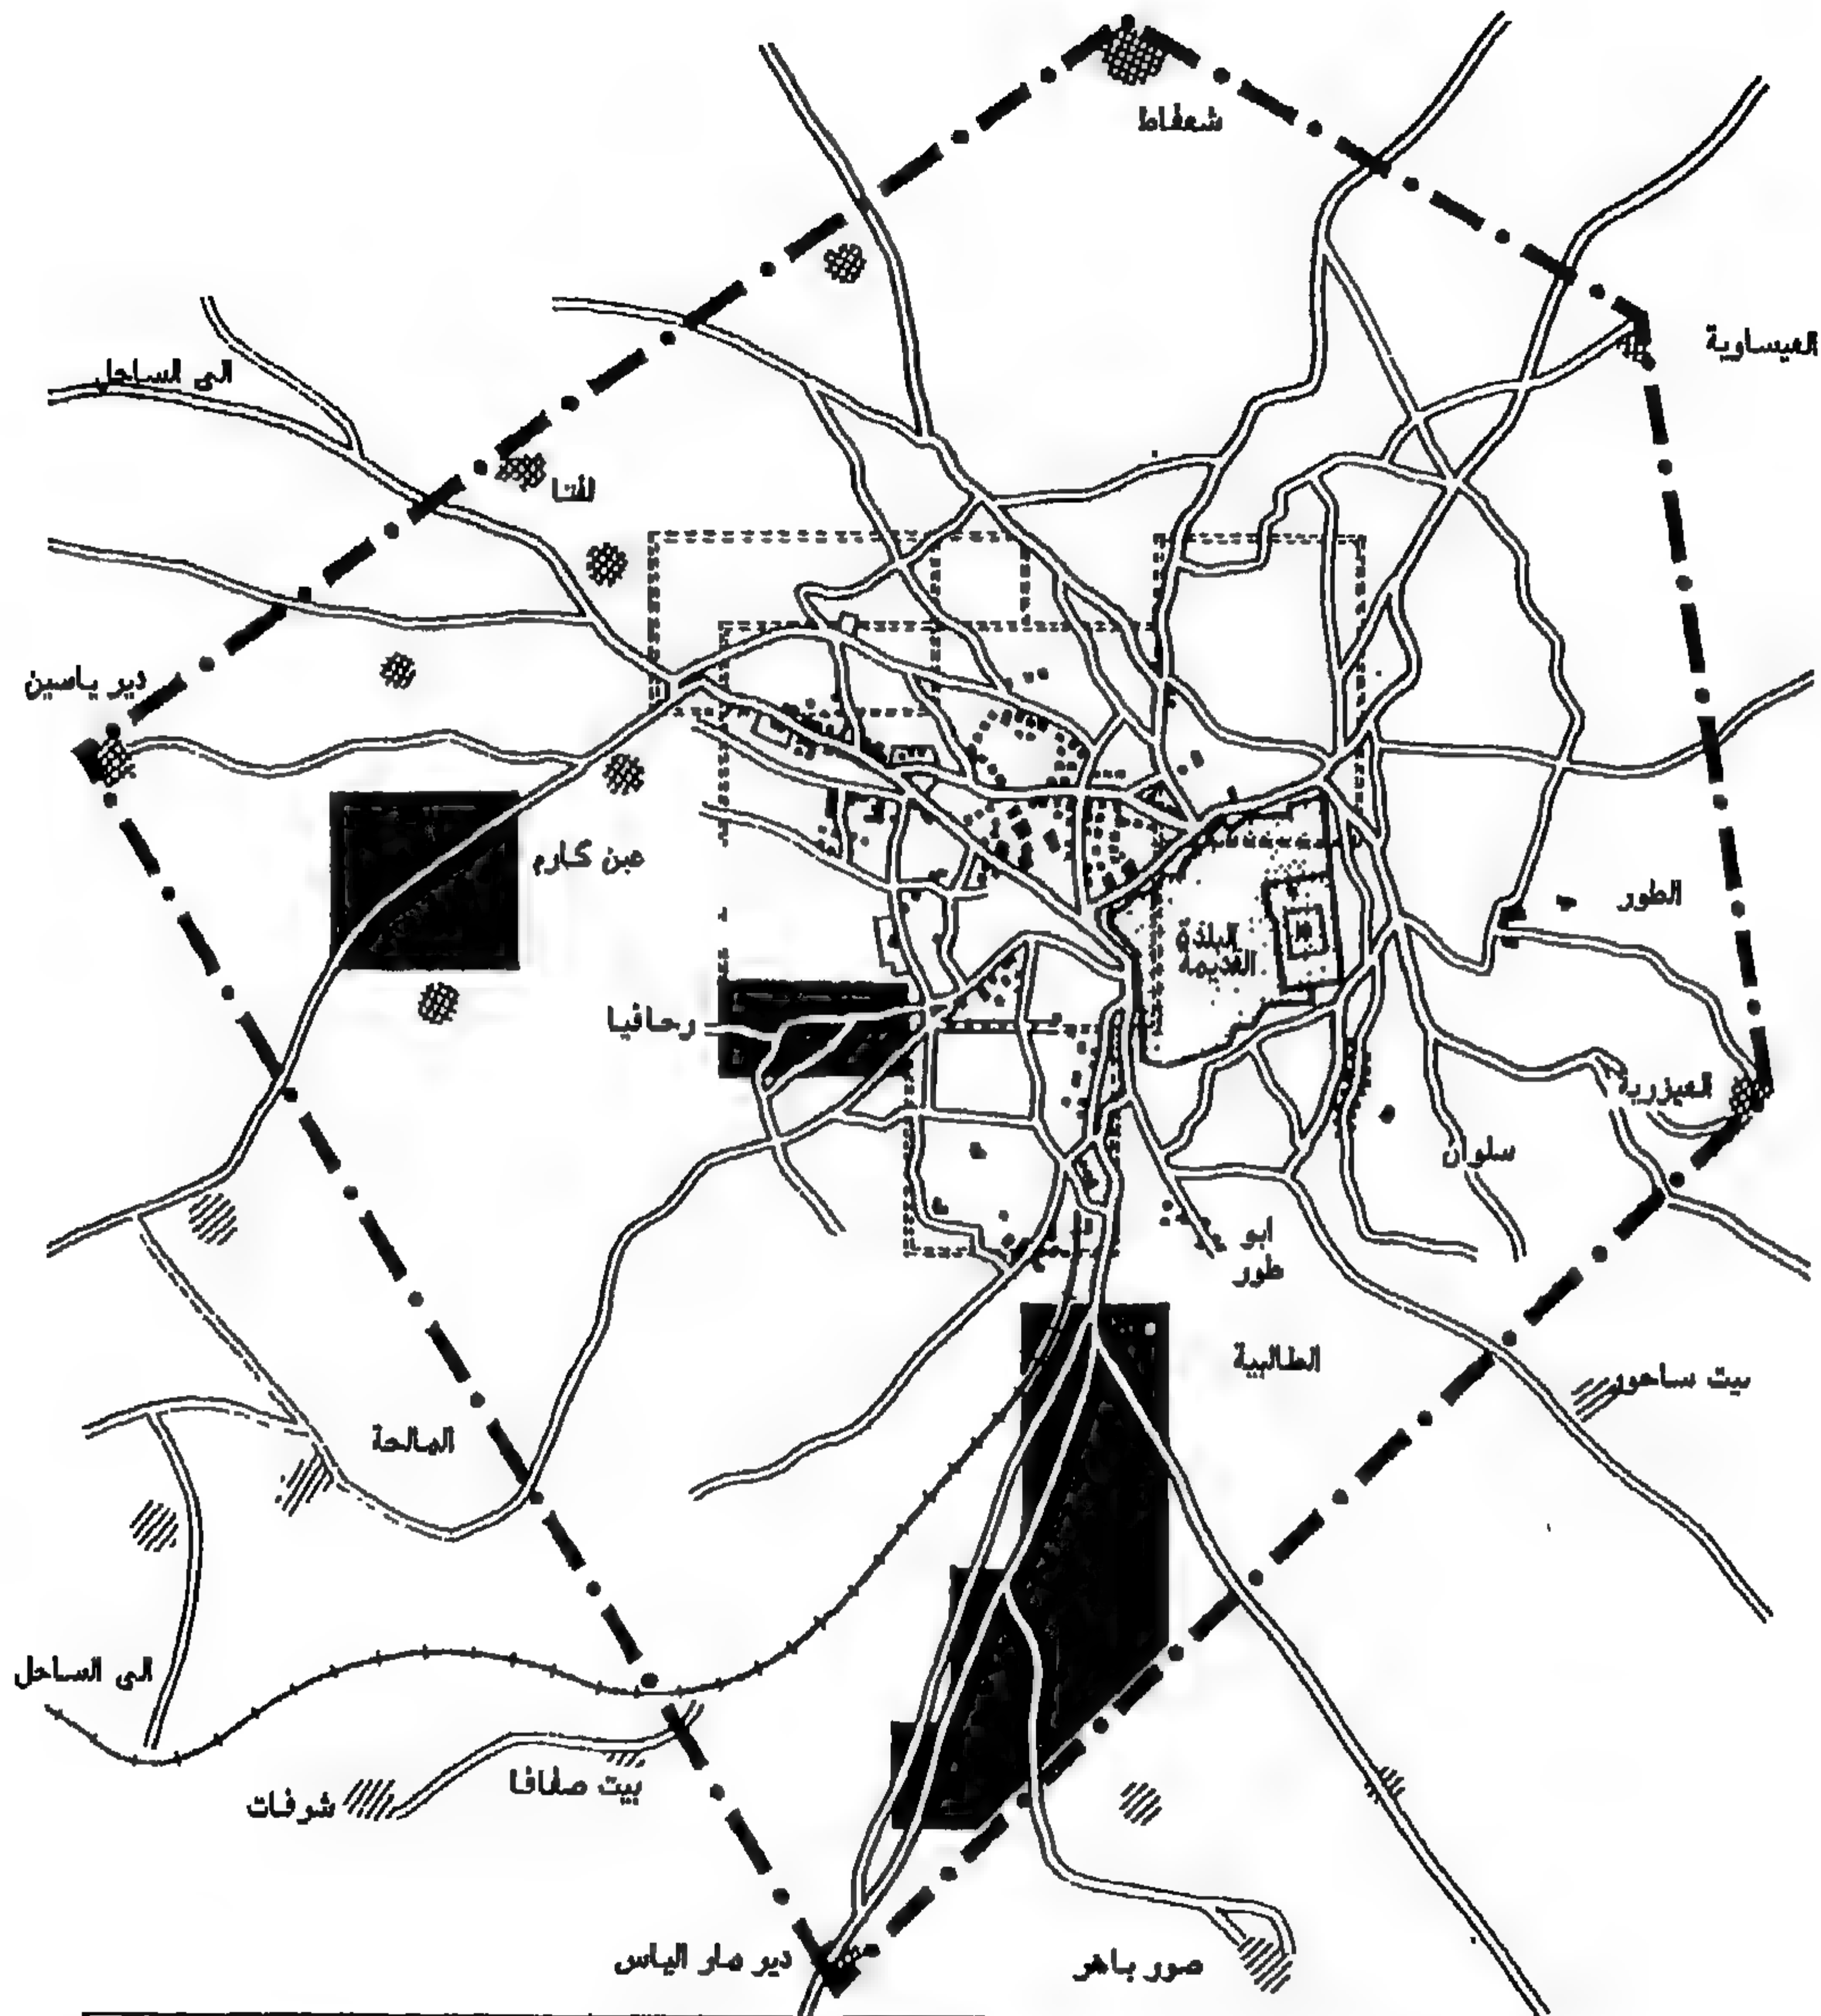 شعفاط
العيساوية
الى الساحل
لفتا
دير ياسين
عين كارم
الطور
البلدة
القديمة
رحافيا
العيزرية
سلوان
ابو
طور
الطالبية
بيت ساحور
المالحة
الى الساحل
بيت صفافا
شرفات
دير مار الياس
صور باهر